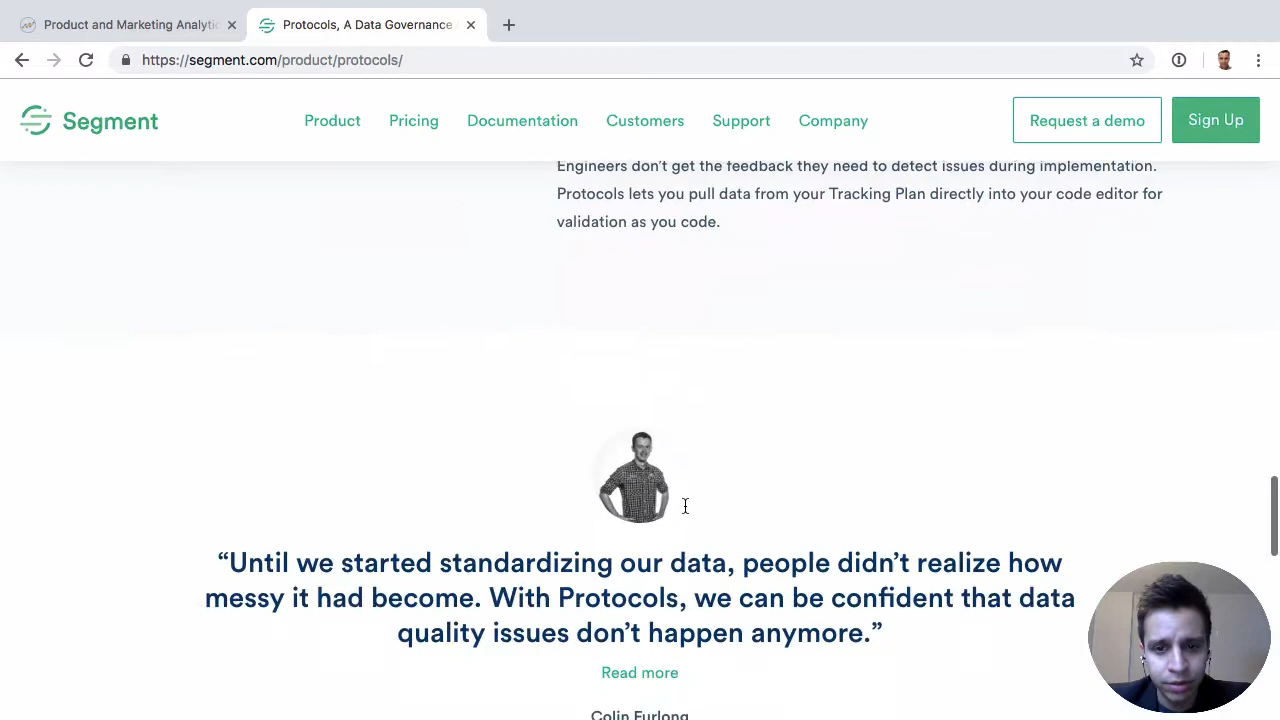 Product and Marketing Analytic
Protocols, A Data Governance
https://segment.com/product/protocols/
Segment
Product
Pricing
Documentation
Customers
Support
Company
Request a demo
Sign Up
Engineers don’t get the feedback they need to detect issues during implementation.
Protocols lets you pull data from your Tracking Plan directly into your code editor for
validation as you code.
“Until we started standardizing our data, people didn’t realize how
messy it had become. With Protocols, we can be confident that data
quality issues don’t happen anymore.”
Read more
Colin Furlong